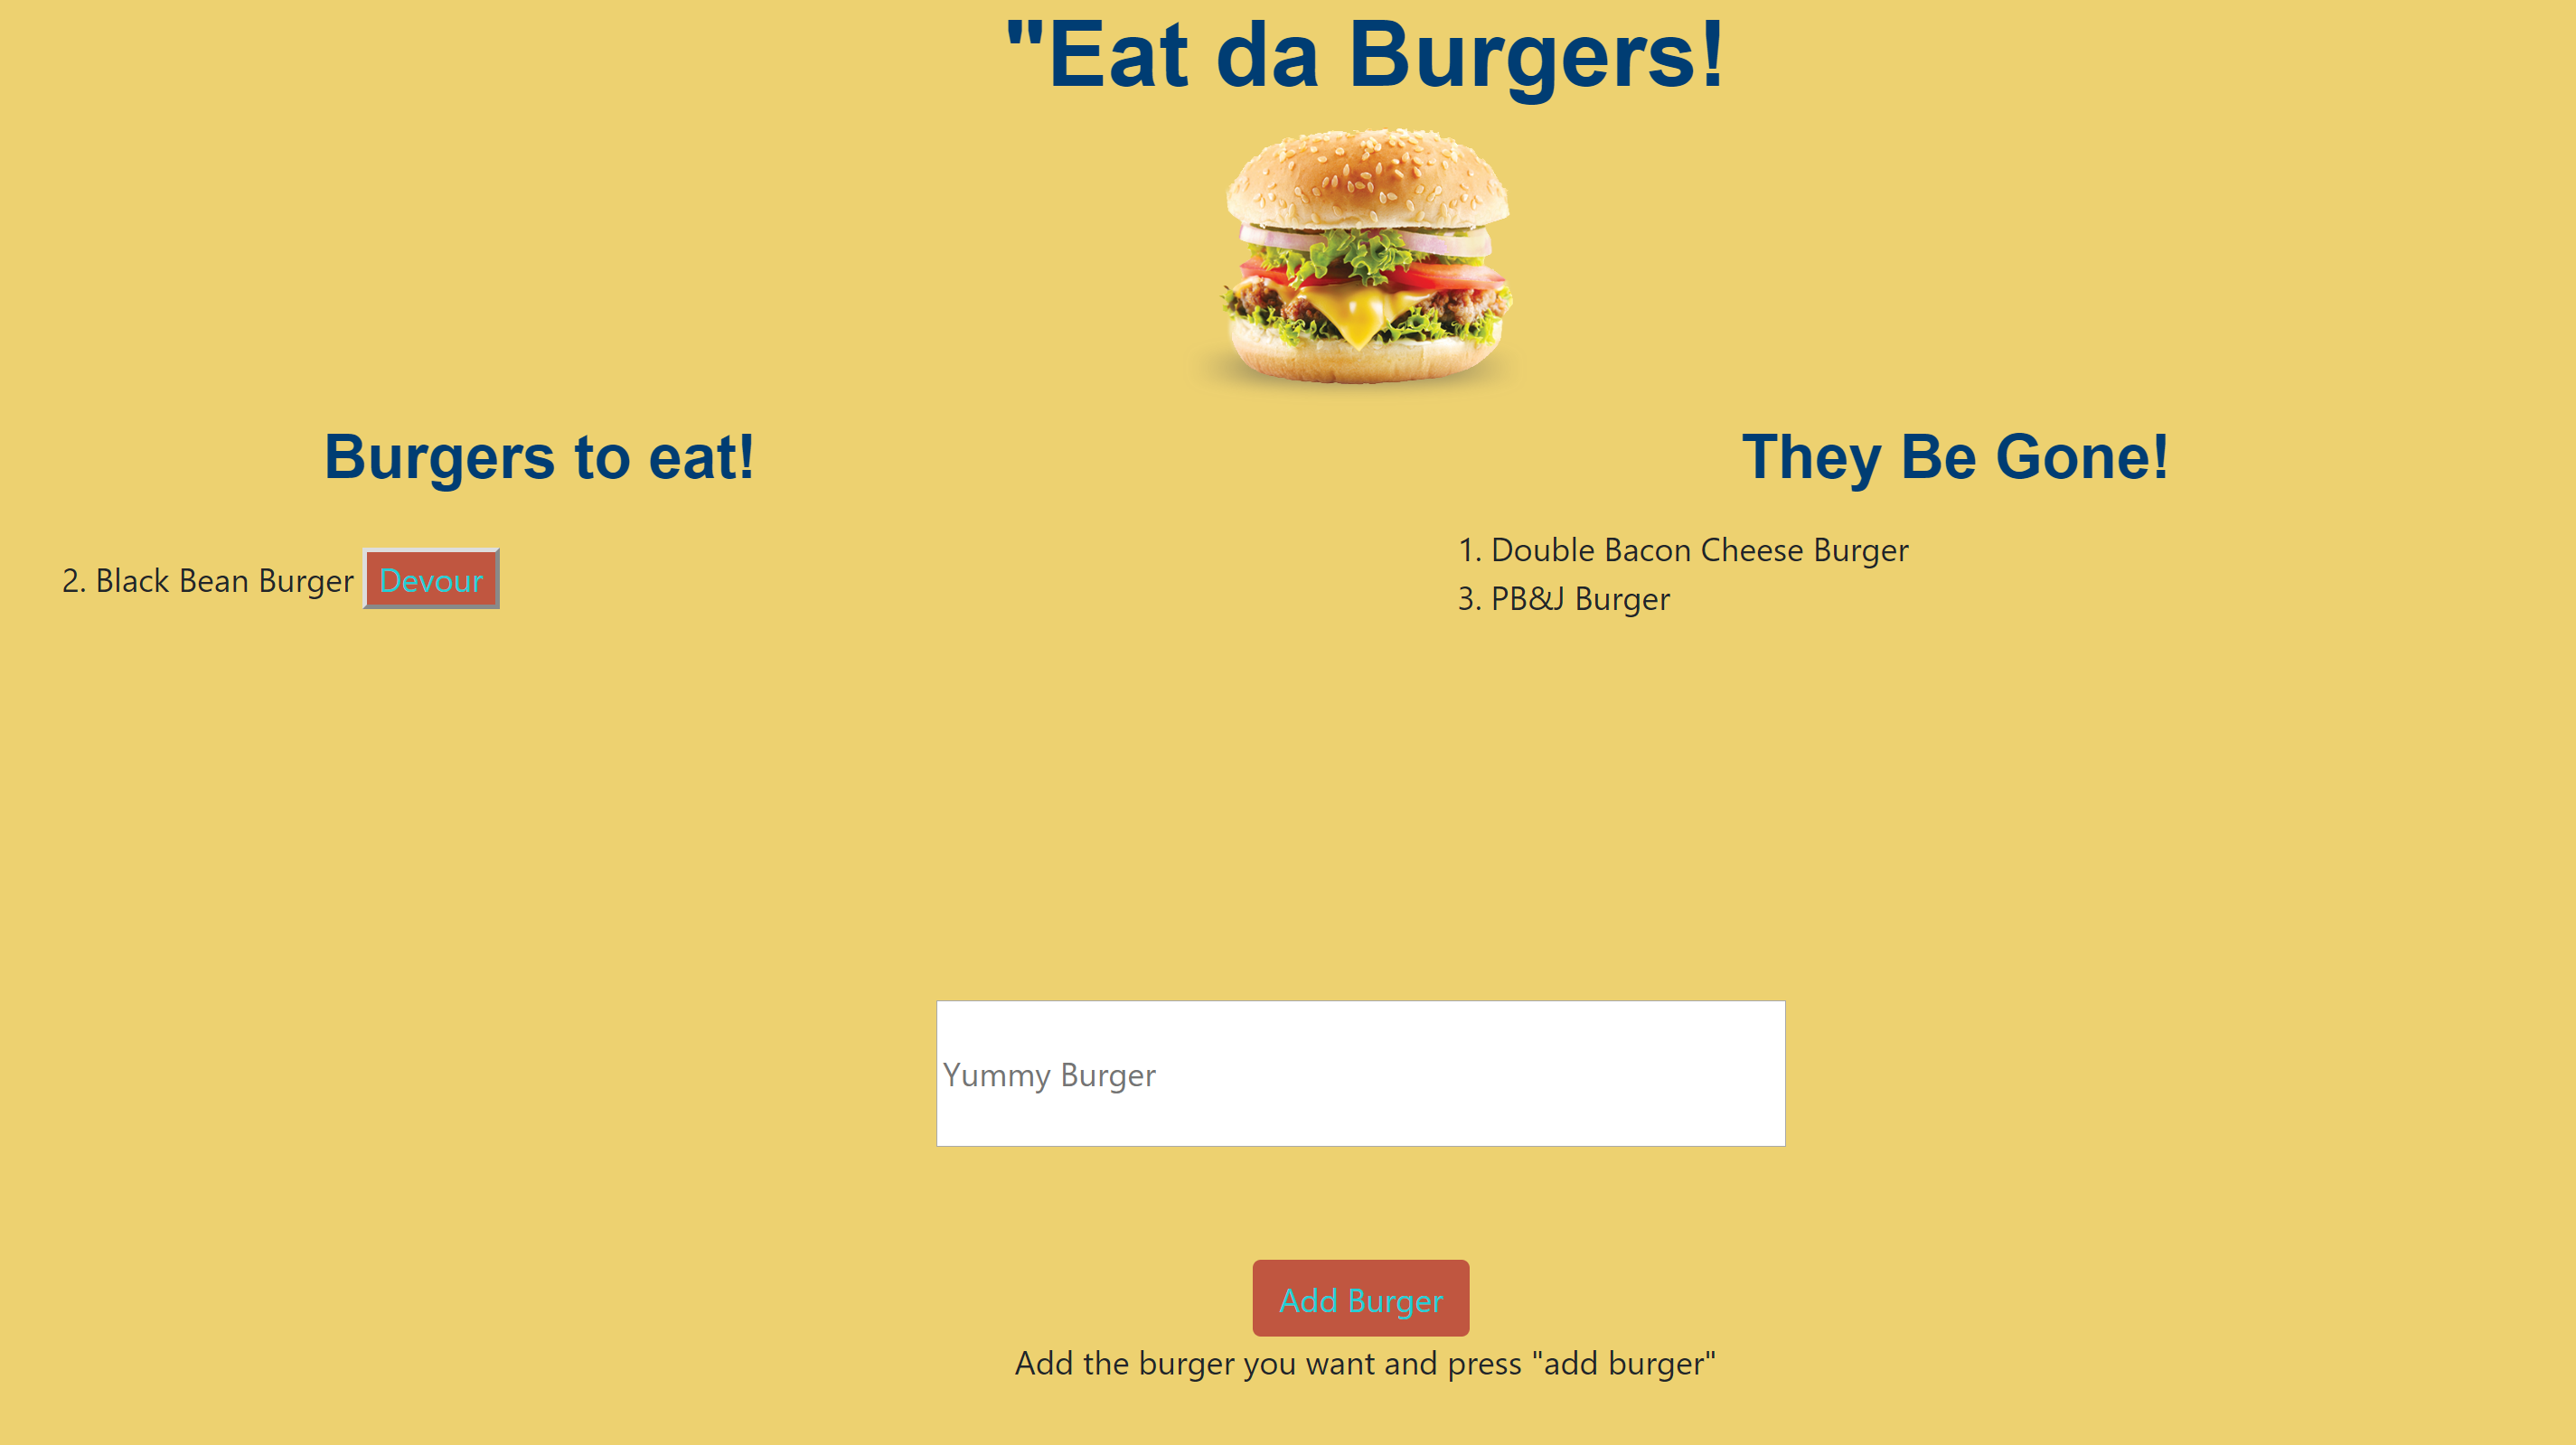 "Eat da Burgers!
Burgers to eat!
2. Black Bean Burger Devour
They Be Gone!
1. Double Bacon Cheese Burger
3. PB&J Burger
Yummy Burger
Add Burger
Add the burger you want and press "add burger"